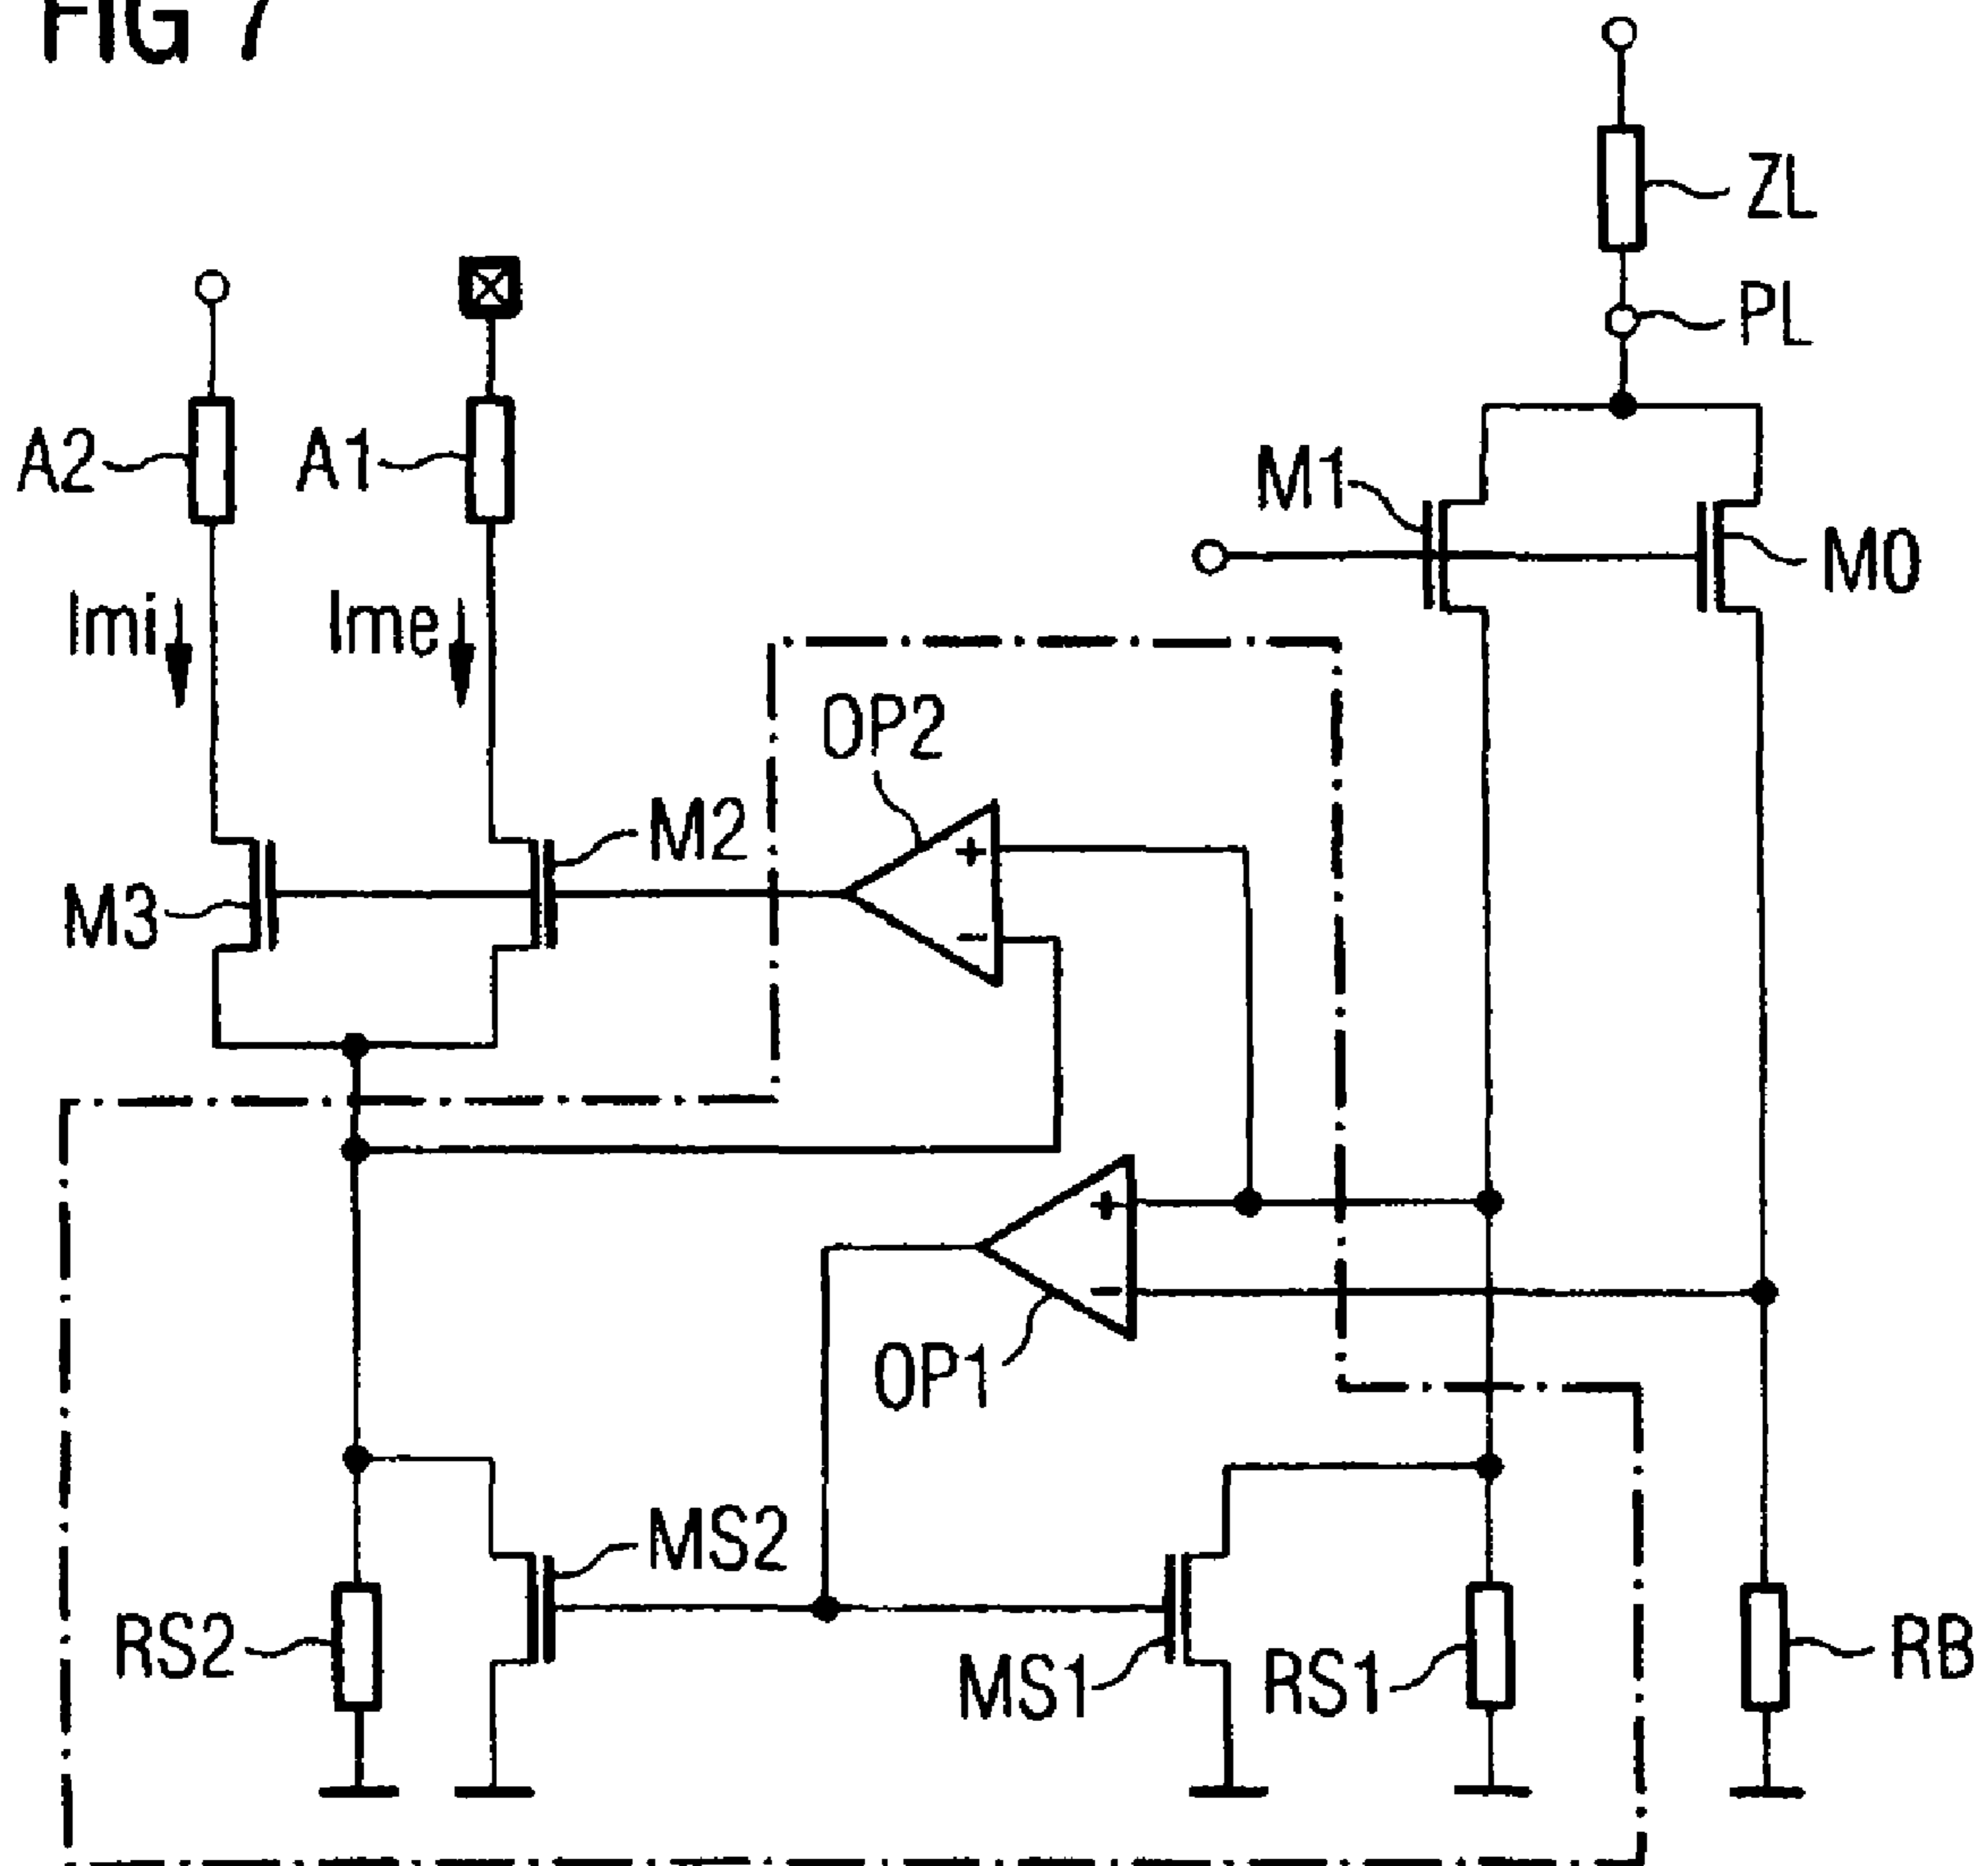 FIG 7
ZL
PL
A2
A1
M1
M0
Imi
Ime
OP2
M2
M3
+
-
+
-
OP1
MS2
RS2
MS1
RS1
RB